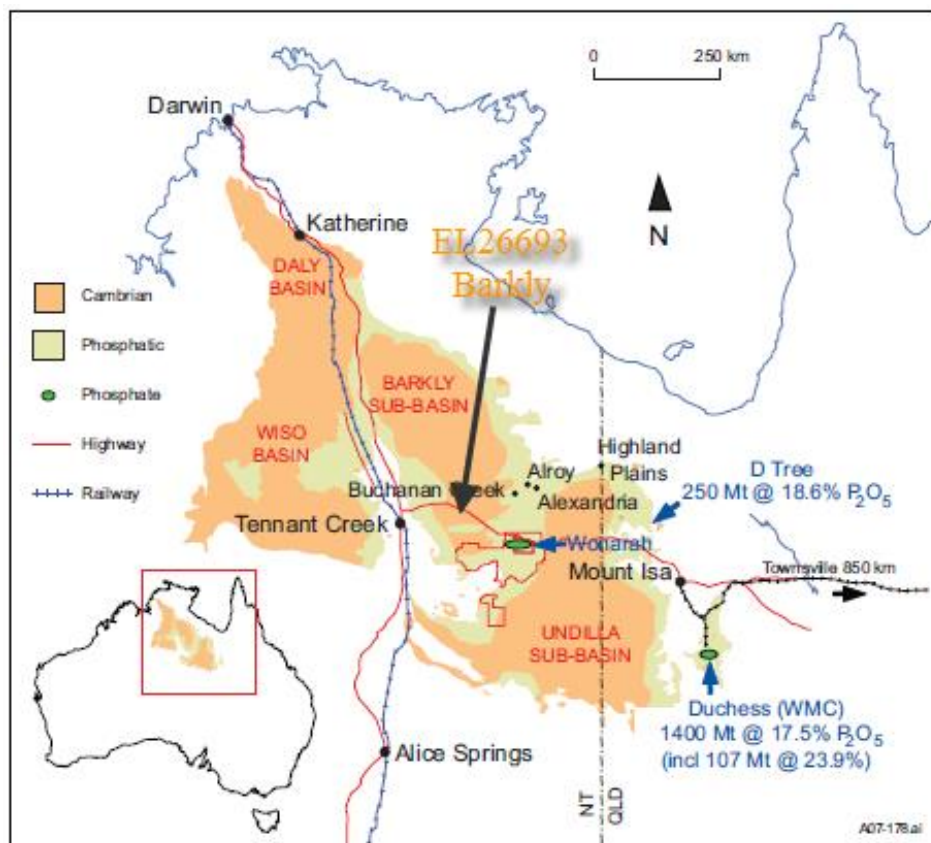 0 250 km
Darwin
N
Katherine
EL26693
Barkly
DALY
BASIN
Cambrian
Phosphatic
Phosphate
Highway
Railway
BARKLY
SUB-BASIN
WISO
BASIN
Highland
Plains
Alroy
Buchanan Creek
Alexandria
D Tree
250 Mt @ 18.6% P₂O₅
Tennant Creek
Wonarah
Mount Isa
Townsville 850 km
UNDILLA
SUB-BASIN
Duchess (WMC)
1400 Mt @ 17.5% P₂O₅
(incl 107 Mt @ 23.9%)
Alice Springs
NT
QLD
A07-178.ai